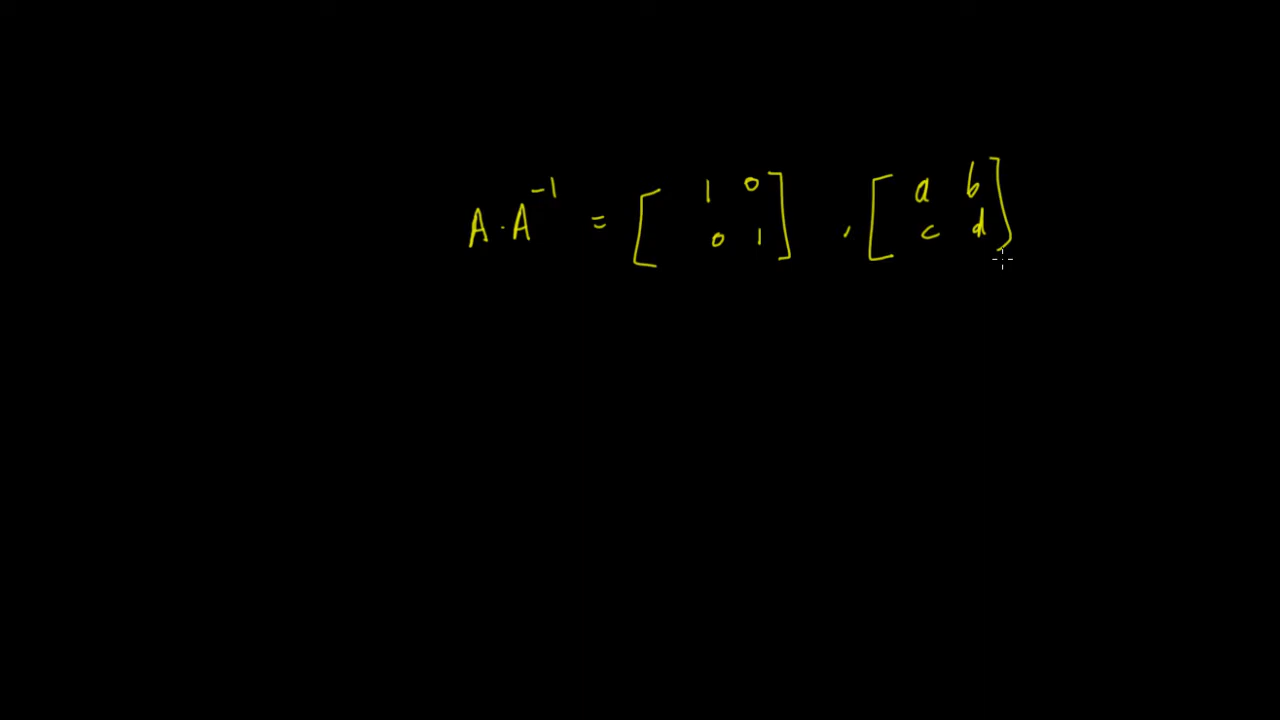 A · A⁻¹ = [ 1 0 0 1 ] , [ a b c d ]